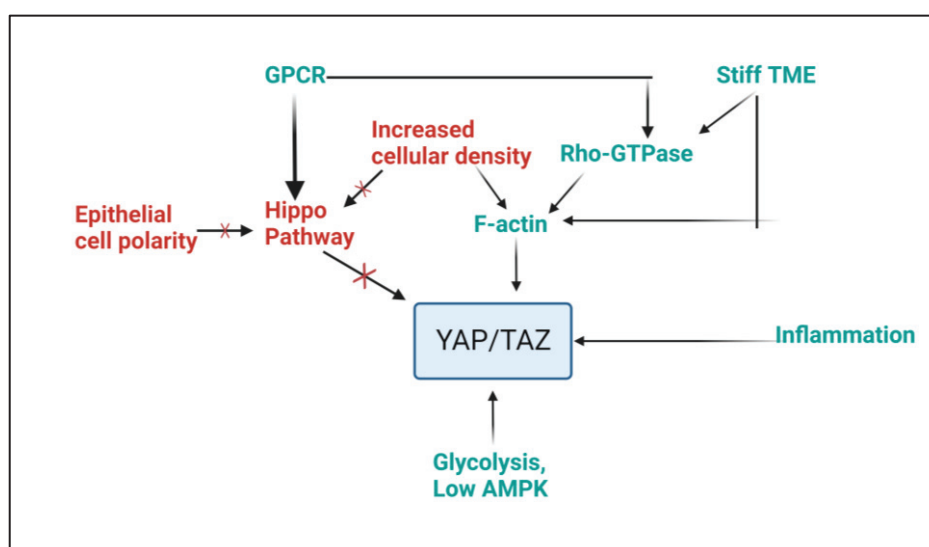 GPCR
Stiff TME
Increased
cellular density
Rho-GTPase
Epithelial
cell polarity
Hippo
Pathway
F-actin
YAP/TAZ
Inflammation
Glycolysis,
Low AMPK